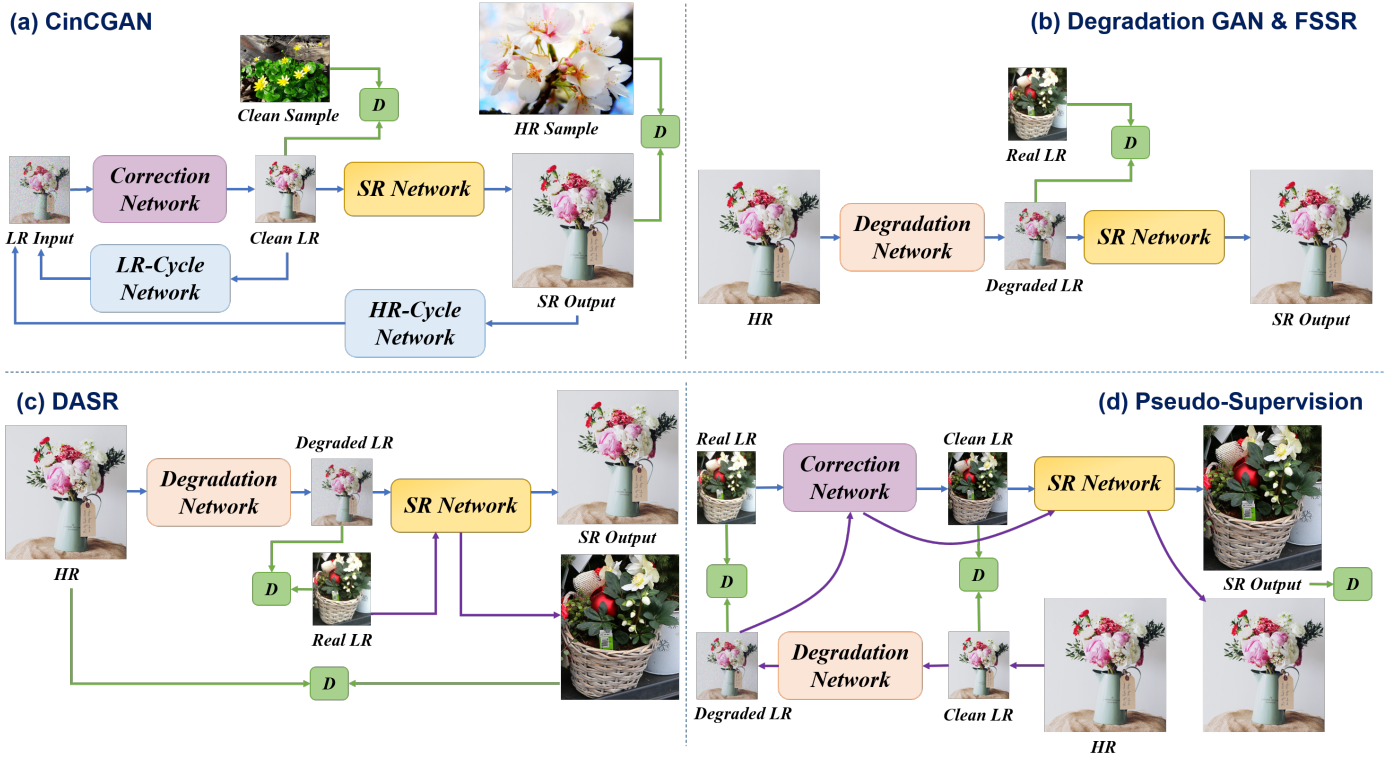 (a) CinCGAN
Clean Sample
D
HR Sample
D
LR Input
Correction
Network
Clean LR
SR Network
SR Output
LR-Cycle
Network
HR-Cycle
Network
(b) Degradation GAN & FSSR
Real LR
D
HR
Degradation
Network
Degraded LR
SR Network
SR Output
(c) DASR
HR
Degradation
Network
Degraded LR
SR Network
SR Output
D
Real LR
D
(d) Pseudo-Supervision
Real LR
Correction
Network
Clean LR
SR Network
SR Output
D
D
D
Degraded LR
Degradation
Network
Clean LR
HR